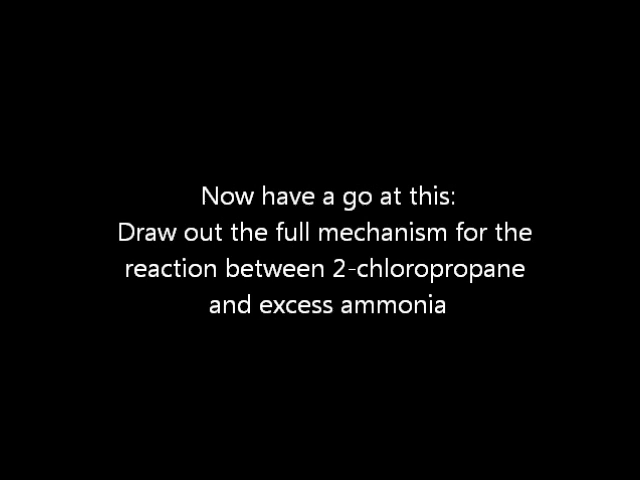 Now have a go at this:
Draw out the full mechanism for the
reaction between 2-chloropropane
and excess ammonia